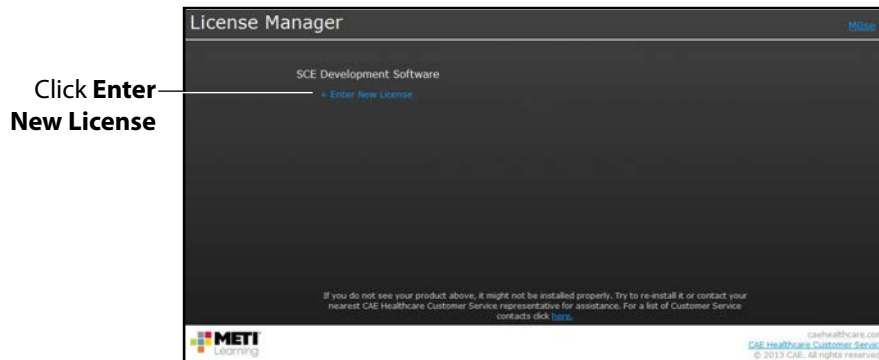 License Manager
Müse
SCE Development Software
Click Enter
New License
+ Enter New License
If you do not see your product above, it might not be installed properly. Try to re-install it or contact your
nearest CAE Healthcare Customer Service representative for assistance. For a list of Customer Service
contacts click here.
METI
Learning
caehealthcare.com
CAE Healthcare Customer Service
© 2013 CAE. All rights reserved.